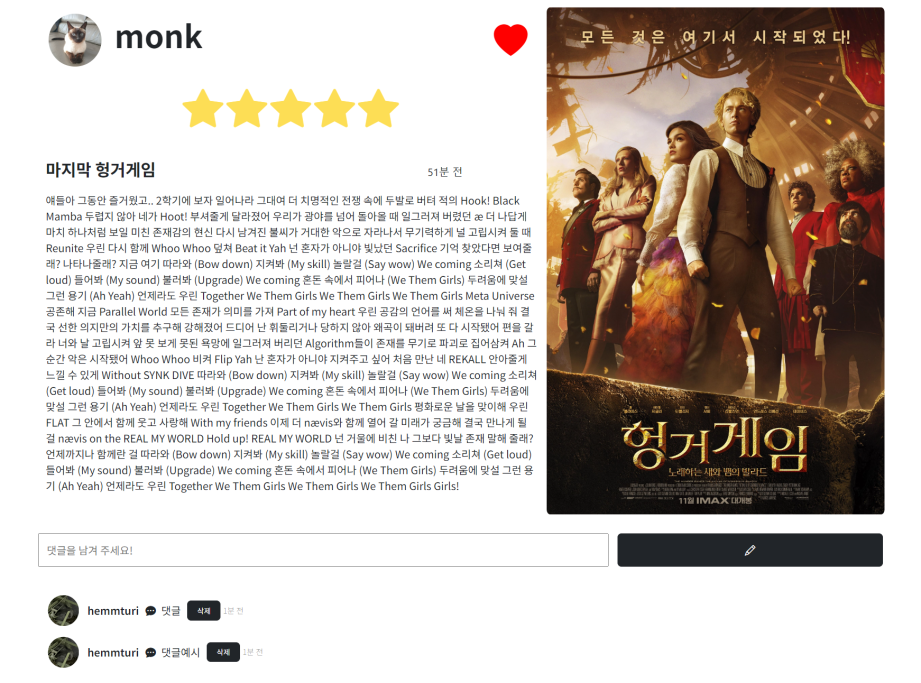 monk
모든 것은 여기서 시작되었다!
마지막 헝거게임
51분 전
얘들아 그동안 즐거웠고.. 2학기에 보자 일어나라 그대여 더 치명적인 전쟁 속에 두발로 버텨 적의 Hook! Black
Mamba 두렵지 않아 네가 Hoot! 부셔줄게 달라졌어 우리가 광야를 넘어 돌아올 때 일그러져 버렸던 æ 더 나답게
마치 하나처럼 보일 미친 존재감의 현신 다시 남겨진 불씨가 거대한 악으로 자라나서 무기력하게 널 고립시켜 둘 때
Reunite 우린 다시 함께 Whoo Whoo 덮쳐 Beat it Yah 넌 혼자가 아니야 빛났던 Sacrifice 기억 찾았다면 보여줄
래? 나타나줄래? 지금 여기 따라와 (Bow down) 지켜봐 (My skill) 놀랄걸 (Say wow) We coming 소리쳐 (Get
loud) 들어봐 (My sound) 불러봐 (Upgrade) We coming 혼돈 속에서 피어나 (We Them Girls) 두려움에 맞설
그런 용기 (Ah Yeah) 언제라도 우린 Together We Them Girls We Them Girls We Them Girls Meta Universe
공존해 지금 Parallel World 모든 존재가 의미를 가져 Part of my heart 우린 공감의 언어를 써 체온을 나눠 줘 결
국 선한 의지만의 가치를 추구해 강해졌어 드디어 난 휘둘리거나 당하지 않아 왜곡이 돼버려 또 다 시작됐어 편을 갈
라 너와 날 고립시켜 앞 못 보게 못된 욕망에 일그러져 버리던 Algorithm들이 존재를 무기로 파괴로 집어삼켜 Ah 그
순간 악은 시작됐어 Whoo Whoo 비켜 Flip Yah 난 혼자가 아니야 지켜주고 싶어 처음 만난 네 REKALL 안아줄게
느낄 수 있게 Without SYNK DIVE 따라와 (Bow down) 지켜봐 (My skill) 놀랄걸 (Say wow) We coming 소리쳐
(Get loud) 들어봐 (My sound) 불러봐 (Upgrade) We coming 혼돈 속에서 피어나 (We Them Girls) 두려움에
맞설 그런 용기 (Ah Yeah) 언제라도 우린 Together We Them Girls We Them Girls 평화로운 날을 맞이해 우린
FLAT 그 안에서 함께 웃고 사랑해 With my friends 이제 더 nævis와 함께 열어 갈 미래가 궁금해 결국 만나게 될
걸 nævis on the REAL MY WORLD Hold up! REAL MY WORLD 넌 거울에 비친 나 그보다 빛날 존재 말해 줄래?
언제까지나 함께란 걸 따라와 (Bow down) 지켜봐 (My skill) 놀랄걸 (Say wow) We coming 소리쳐 (Get loud)
들어봐 (My sound) 불러봐 (Upgrade) We coming 혼돈 속에서 피어나 (We Them Girls) 두려움에 맞설 그런 용
기 (Ah Yeah) 언제라도 우린 Together We Them Girls We Them Girls We Them Girls Girls!
헝거게임
노래하는 새와 뱀의 발라드
11월 IMAX 대개봉
댓글을 남겨 주세요!
hemmturi 댓글 삭제 1분 전
hemmturi 댓글예시 삭제 1분 전